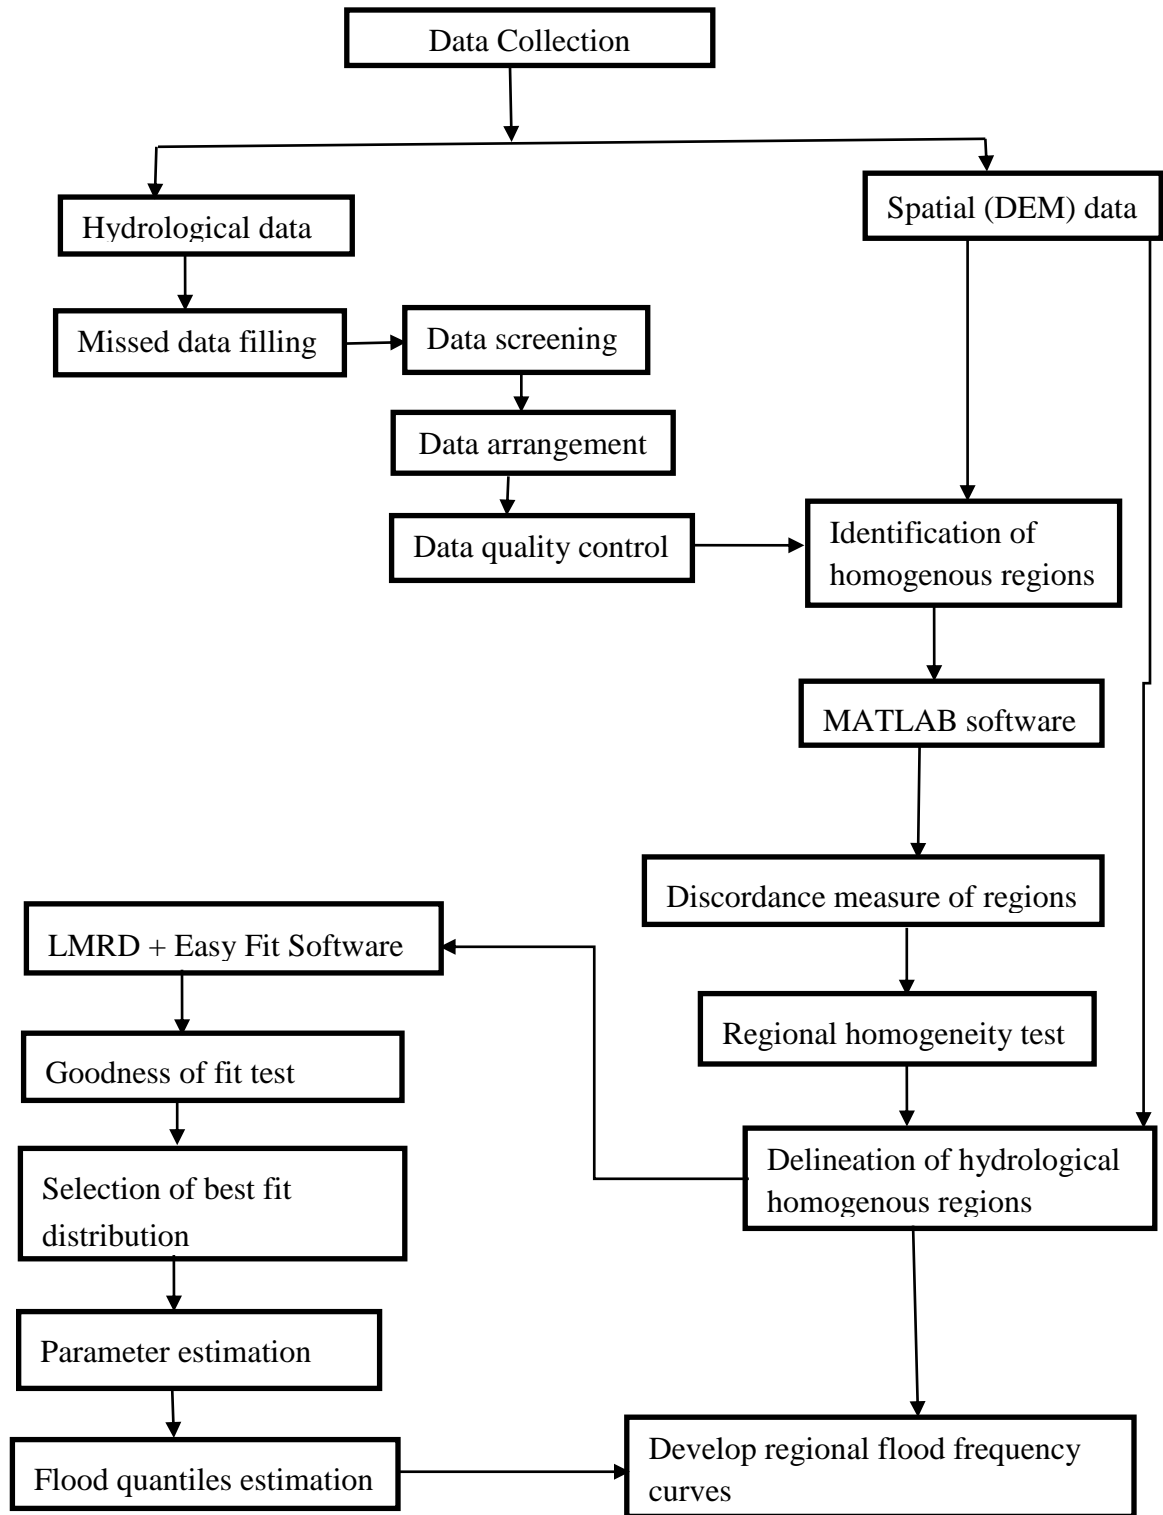 Data Collection
Hydrological data
Spatial (DEM) data
Missed data filling
Data screening
Data arrangement
Data quality control
Identification of
homogenous regions
MATLAB software
Discordance measure of regions
LMRD + Easy Fit Software
Regional homogeneity test
Goodness of fit test
Delineation of hydrological
homogenous regions
Selection of best fit
distribution
Parameter estimation
Flood quantiles estimation
Develop regional flood frequency
curves